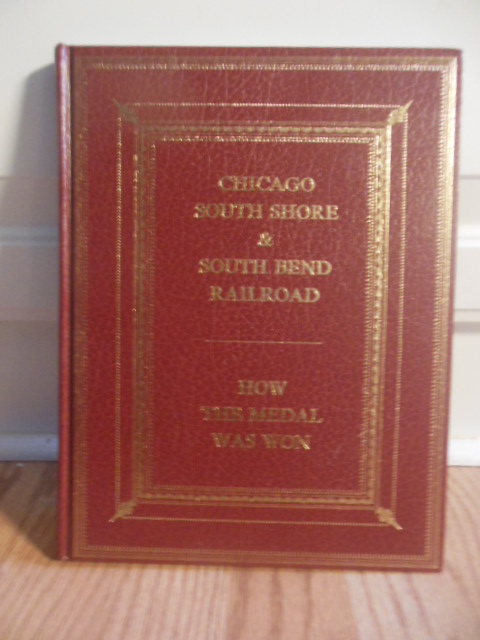 CHICAGO
SOUTH SHORE
&
SOUTH BEND
RAILROAD
HOW
THE MEDAL
WAS WON